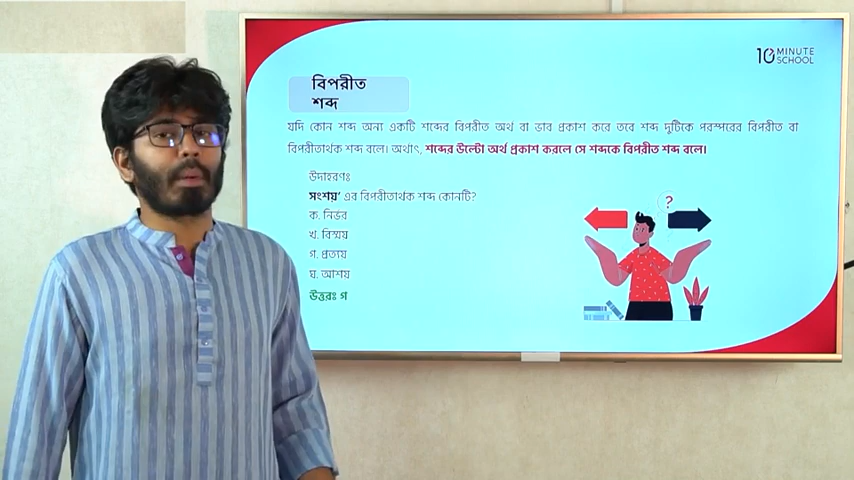 10 MINUTE
SCHOOL
বিপরীত
শব্দ
যদি কোন শব্দ অন্য একটি শব্দের বিপরীত অর্থ বা ভাব প্রকাশ করে তবে শব্দ দুটিকে পরস্পরের বিপরীত বা
বিপরীতার্থক শব্দ বলে। অর্থাৎ, শব্দের উল্টো অর্থ প্রকাশ করলে সে শব্দকে বিপরীত শব্দ বলে।
উদাহরণঃ
সংশয়’ এর বিপরীতার্থক শব্দ কোনটি?
ক. নির্ভর
খ. বিস্ময়
গ. প্রত্যয়
ঘ. আশয়
উত্তরঃ গ
?